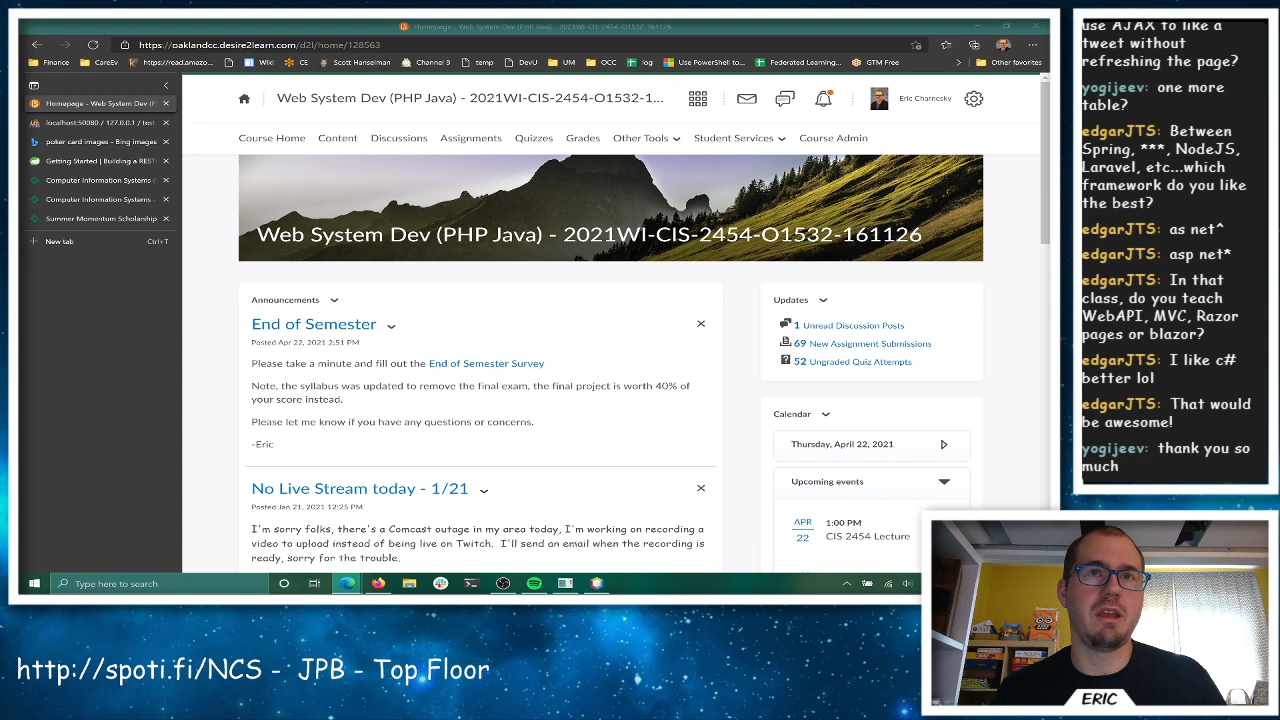 Homepage - Web System Dev (PHP Java) - 2021WI-CIS-2454-O1532-161126
https://oaklandcc.desire2learn.com/d2l/home/128563
Finance
CareEv
https://read.amazo...
Wiki
CE
Scott Hanselman
Channel 9
temp
DevU
UM
OCC
log
Use PowerShell to...
Federated Learning...
GTM Free
Other favorites
Homepage - Web System Dev (P
localhost:50080 / 127.0.0.1 / test
poker card images - Bing images
Getting Started | Building a REST
Computer Information Systems (
Computer Information Systems -
Summer Momentum Scholarship
New tab
Ctrl+T
Web System Dev (PHP Java) - 2021WI-CIS-2454-O1532-1...
Eric Charnesky
Course Home
Content
Discussions
Assignments
Quizzes
Grades
Other Tools
Student Services
Course Admin
Web System Dev (PHP Java) - 2021WI-CIS-2454-O1532-161126
Announcements
End of Semester
Posted Apr 22, 2021 2:51 PM
Please take a minute and fill out the End of Semester Survey
Note, the syllabus was updated to remove the final exam, the final project is worth 40% of
your score instead.
Please let me know if you have any questions or concerns.
-Eric
No Live Stream today - 1/21
Posted Jan 21, 2021 12:25 PM
I'm sorry folks, there's a Comcast outage in my area today, I'm working on recording a
video to upload instead of being live on Twitch. I'll send an email when the recording is
ready, sorry for the trouble.
Updates
1 Unread Discussion Posts
69 New Assignment Submissions
52 Ungraded Quiz Attempts
Calendar
Thursday, April 22, 2021
Upcoming events
APR
22
1:00 PM
CIS 2454 Lecture
Type here to search
use AJAX to like a
tweet without
refreshing the page?
yogijeev: one more
table?
edgarJTS: Between
Spring, ***, NodeJS,
Laravel, etc...which
framework do you like
the best?
edgarJTS: as net^
edgarJTS: asp net*
edgarJTS: In that
class, do you teach
WebAPI, MVC, Razor
pages or blazor?
edgarJTS: I like c#
better lol
edgarJTS: That would
be awesome!
yogijeev: thank you so
much
ERIC
http://spoti.fi/NCS - JPB - Top Floor